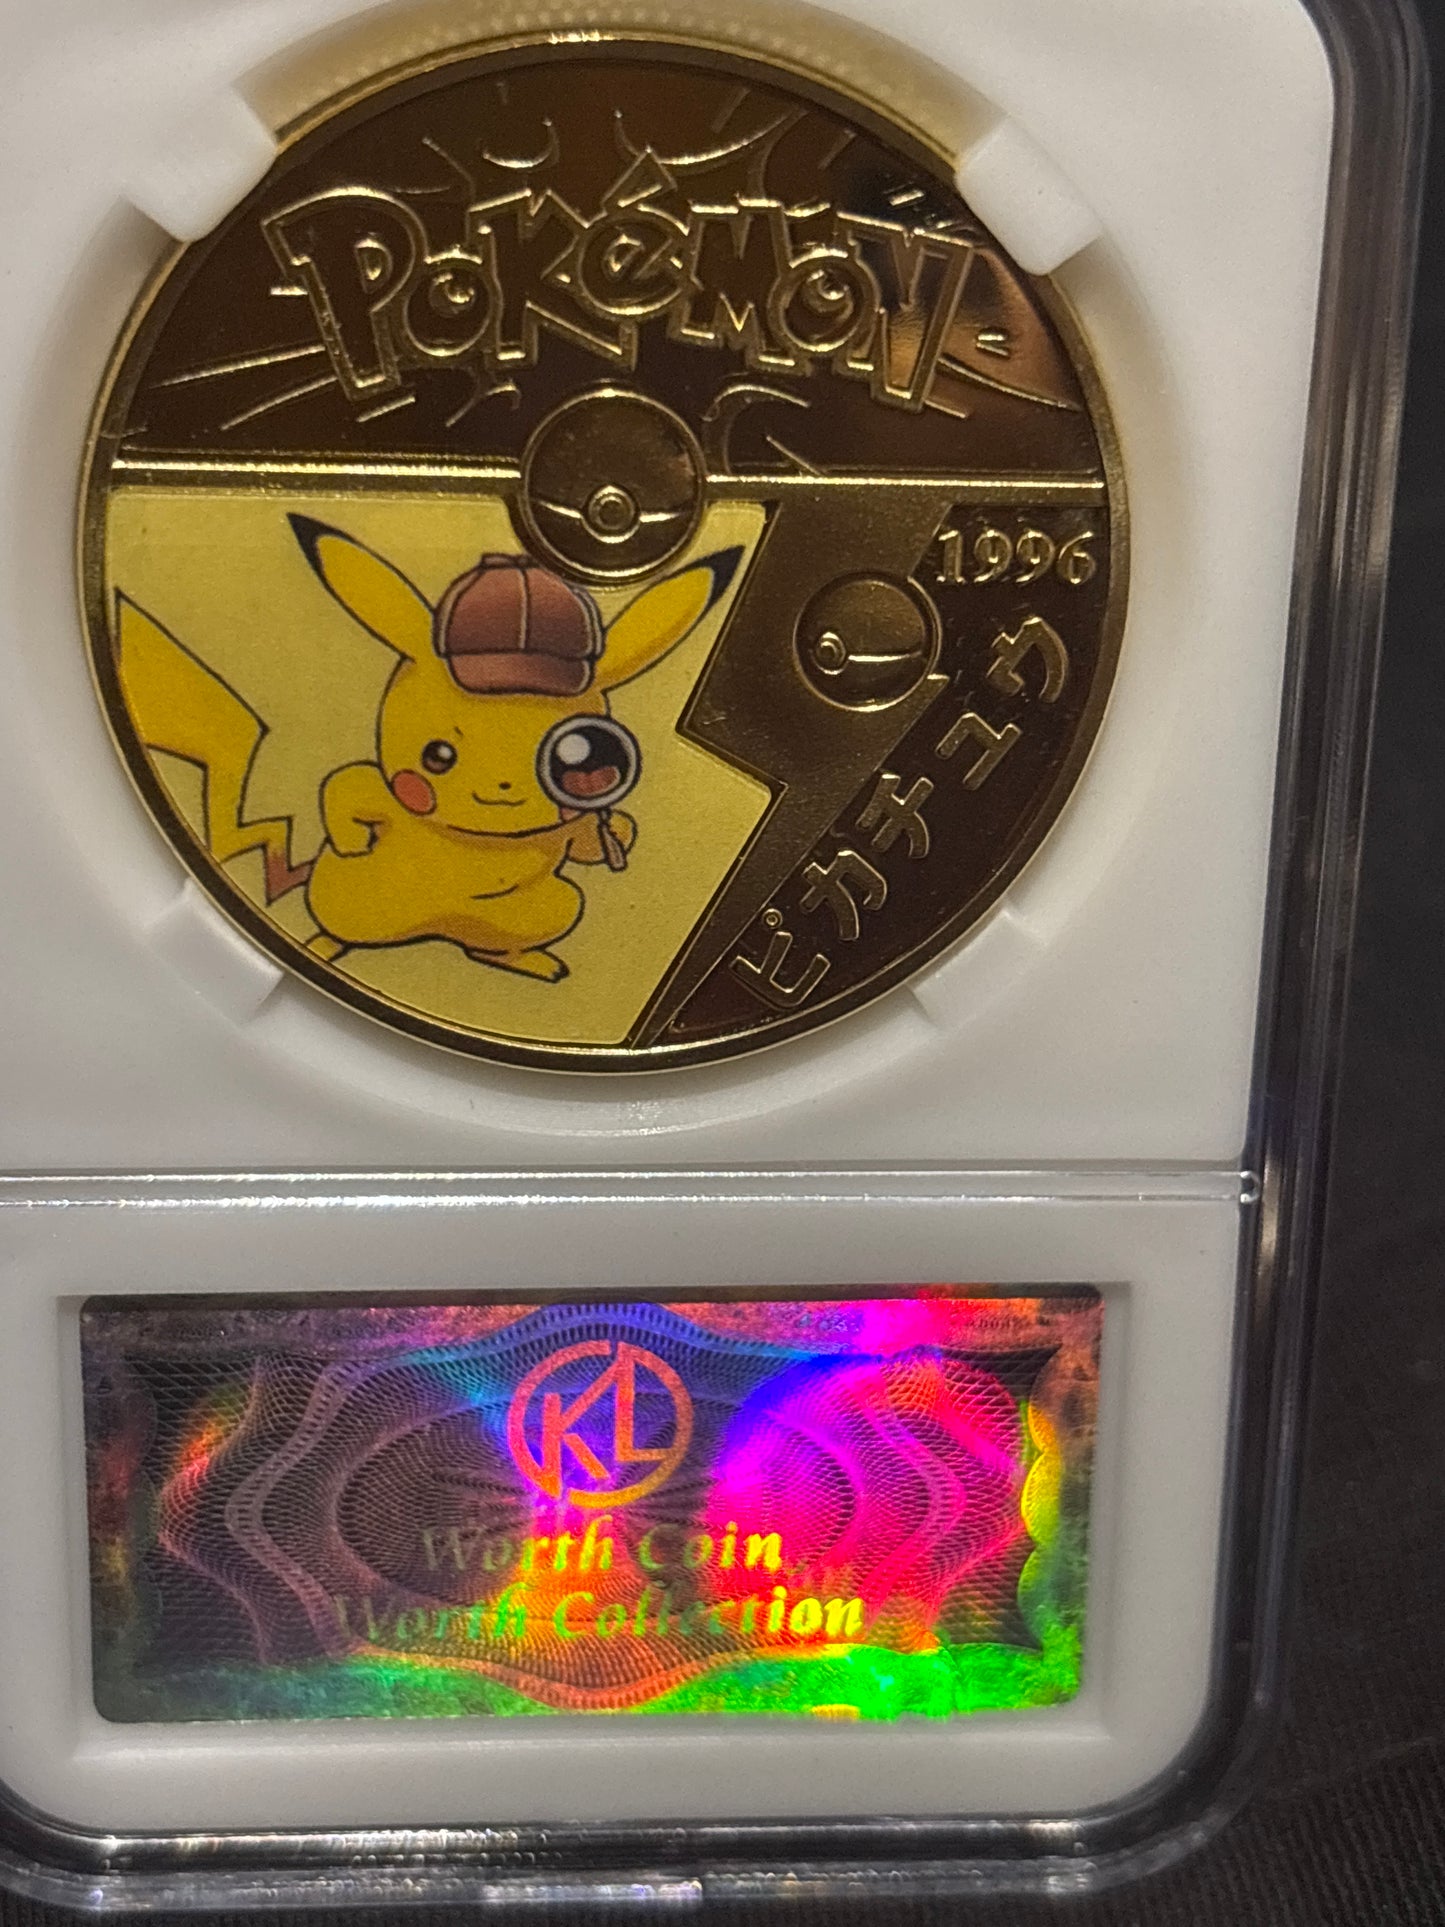 POKéMON
1996
ピカチュウ
KL
Worth Coin
Worth Collection